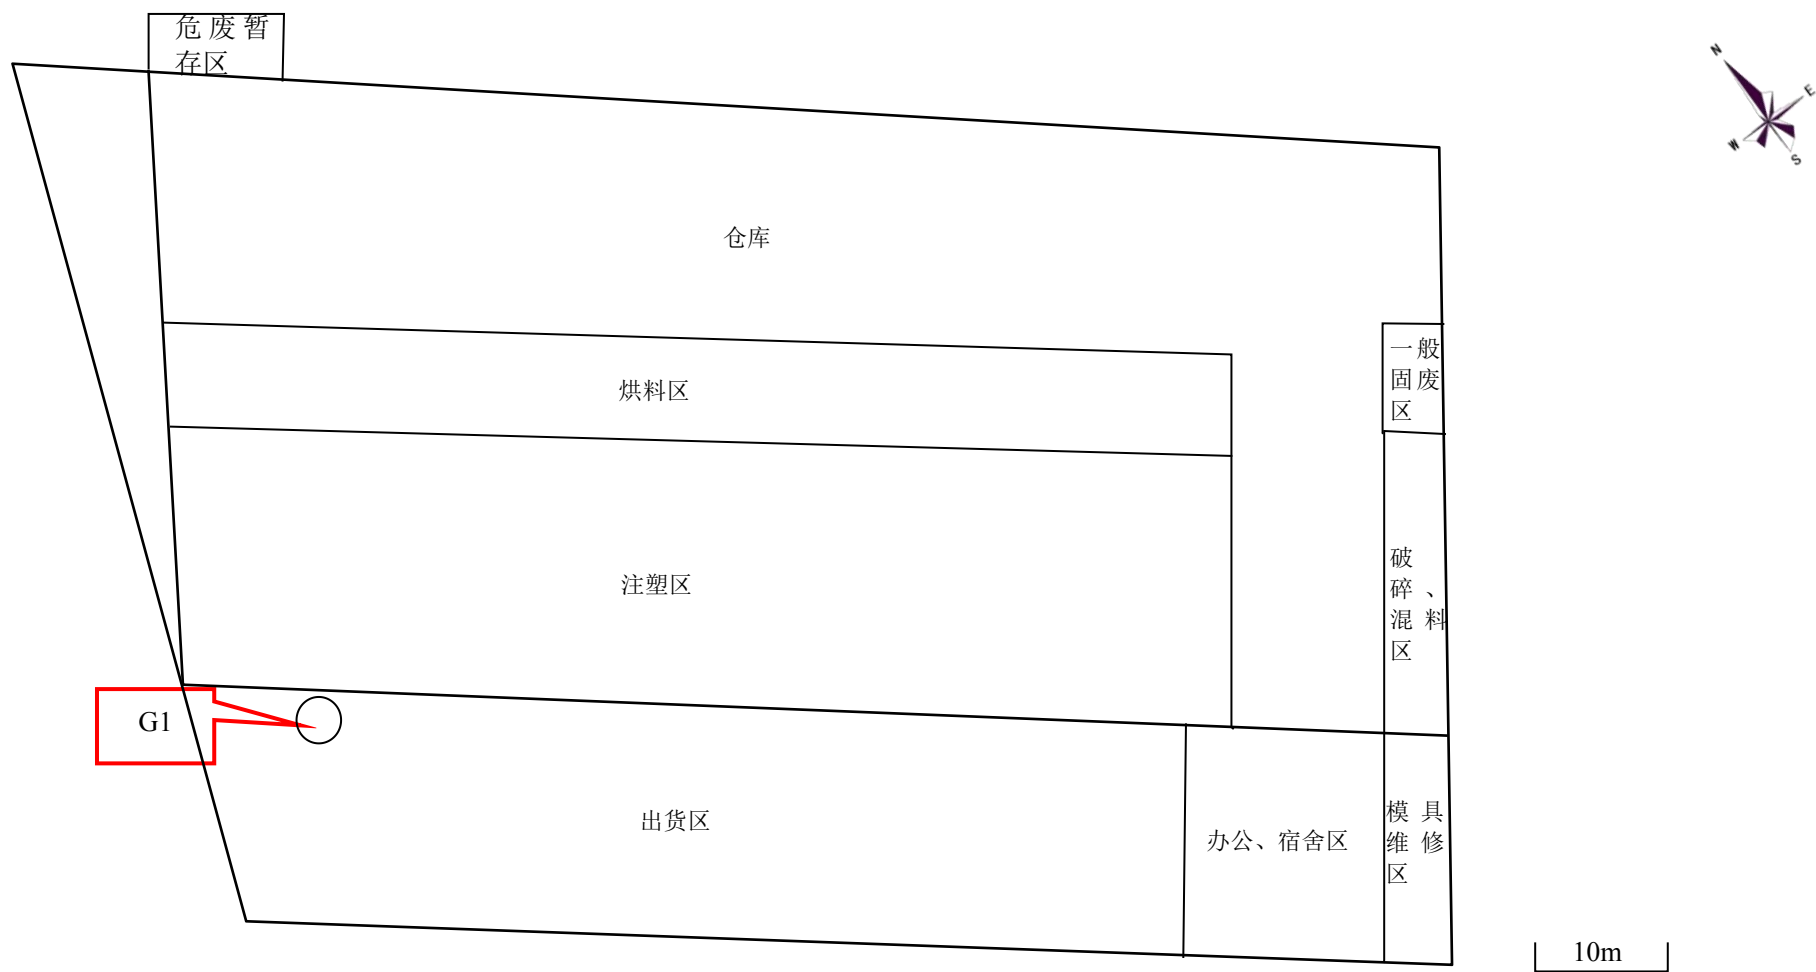 危废暂
存区
N
E
W
S
仓库
一般
固废
区
烘料区
破
碎、
混料
区
注塑区
G1
出货区
办公、宿舍区
模具
维修
区
10m